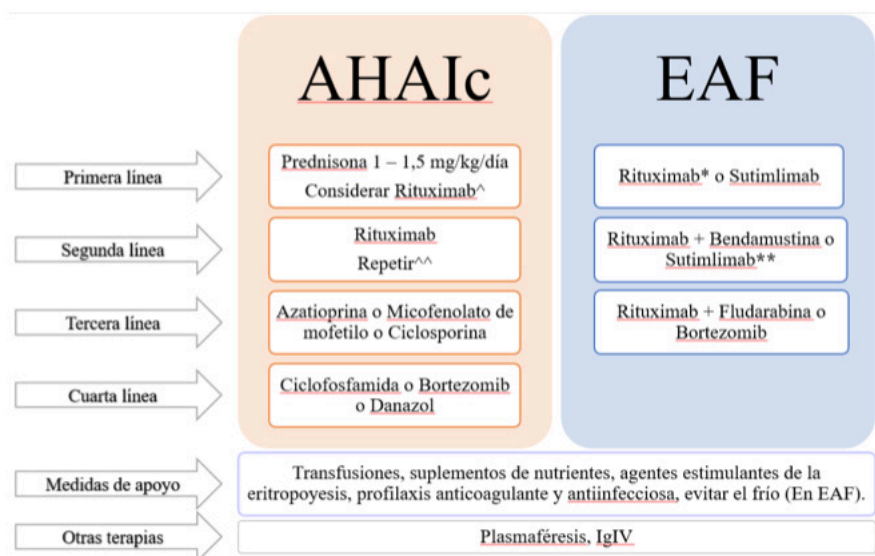 AHAIc
EAF
Primera línea
Prednisona 1 – 1,5 mg/kg/día
Considerar Rituximab^
Rituximab* o Sutimlimab
Segunda línea
Rituximab
Repetir^^
Rituximab + Bendamustina o
Sutimlimab**
Tercera línea
Azatioprina o Micofenolato de
mofetilo o Ciclosporina
Rituximab + Fludarabina o
Bortezomib
Cuarta línea
Ciclofosfamida o Bortezomib
o Danazol
Medidas de apoyo
Transfusiones, suplementos de nutrientes, agentes estimulantes de la
eritropoyesis, profilaxis anticoagulante y antiinfecciosa, evitar el frío (En EAF).
Otras terapias
Plasmaféresis, IgIV